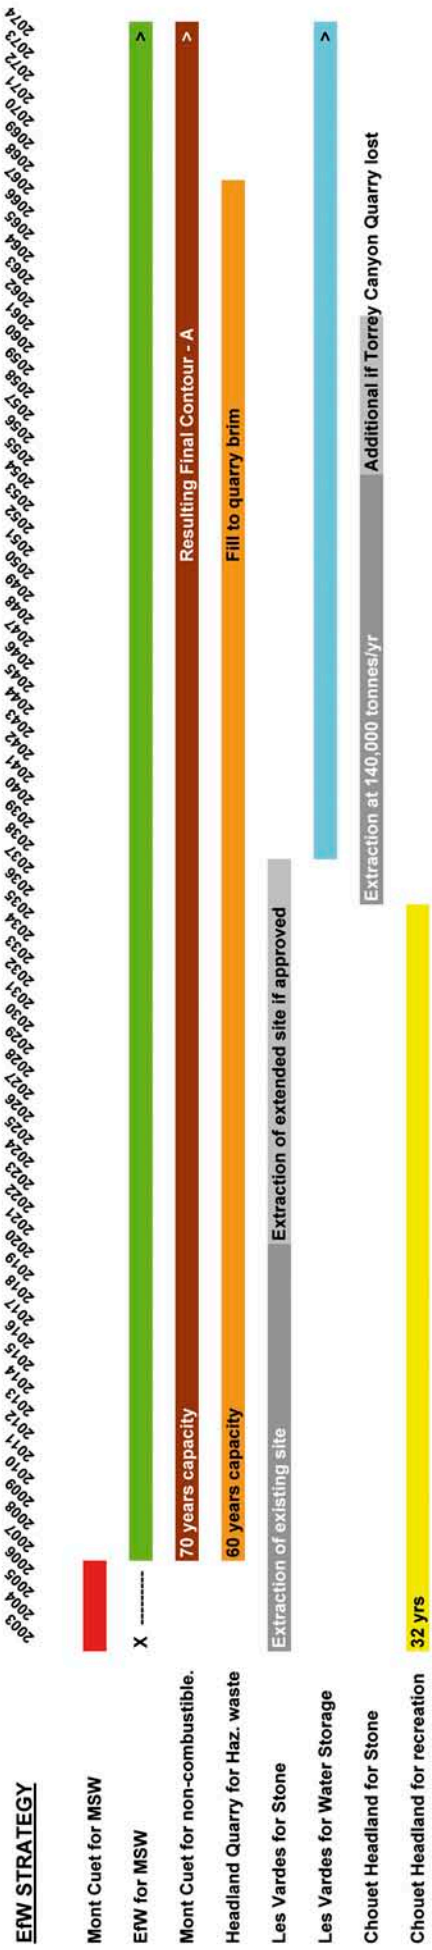 EfW STRATEGY
2003 2004 2005 2006 2007 2008 2009 2010 2011 2012 2013 2014 2015 2016 2017 2018 2019 2020 2021 2022 2023 2024 2025 2026 2027 2028 2029 2030 2031 2032 2033 2034 2035 2036 2037 2038 2039 2040 2041 2042 2043 2044 2045 2046 2047 2048 2049 2050 2051 2052 2053 2054 2055 2056 2057 2058 2059 2060 2061 2062 2063 2064 2065 2066 2067 2068 2069 2070 2071 2072 2073 2074
Mont Cuet for MSW
EfW for MSW X --------- >
Mont Cuet for non-combustible. 70 years capacity Resulting Final Contour - A >
Headland Quarry for Haz. waste 60 years capacity Fill to quarry brim
Les Vardes for Stone Extraction of existing site Extraction of extended site if approved
Les Vardes for Water Storage >
Chouet Headland for Stone Extraction at 140,000 tonnes/yr Additional if Torrey Canyon Quarry lost
Chouet Headland for recreation 32 yrs